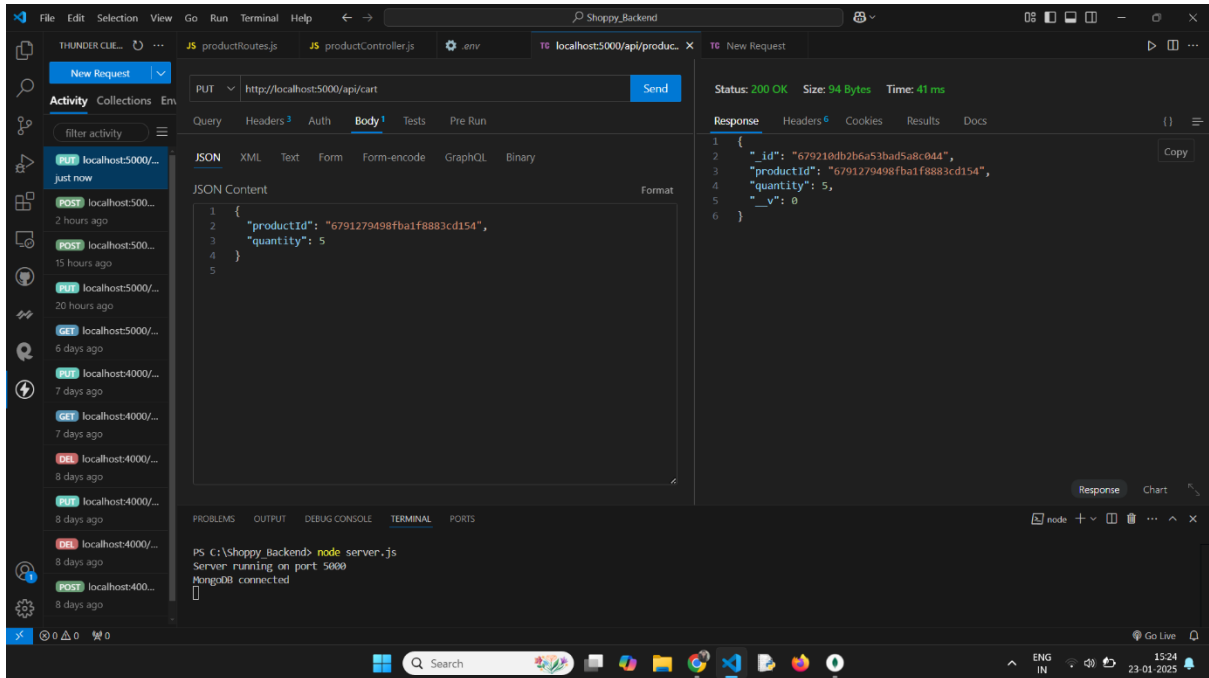 File Edit Selection View Go Run Terminal Help
Shoppy_Backend
THUNDER CLIE...
JS productRoutes.js
JS productController.js
.env
TC localhost:5000/api/produc...
TC New Request
New Request
Activity Collections Env
filter activity
PUT localhost:5000/...
just now
POST localhost:500...
2 hours ago
POST localhost:500...
15 hours ago
PUT localhost:5000/...
20 hours ago
GET localhost:5000/...
6 days ago
PUT localhost:4000/...
7 days ago
GET localhost:4000/...
7 days ago
DEL localhost:4000/...
8 days ago
PUT localhost:4000/...
8 days ago
DEL localhost:4000/...
8 days ago
POST localhost:400...
8 days ago
PUT http://localhost:5000/api/cart Send
Query Headers 3 Auth Body 1 Tests Pre Run
JSON XML Text Form Form-encode GraphQL Binary
JSON Content Format
1 {
2 "productId": "6791279498fba1f8883cd154",
3 "quantity": 5
4 }
5
Status: 200 OK Size: 94 Bytes Time: 41 ms
Response Headers 6 Cookies Results Docs
{ }
Copy
1 {
2 "_id": "679210db2b6a53bad5a8c044",
3 "productId": "6791279498fba1f8883cd154",
4 "quantity": 5,
5 "__v": 0
6 }
Response Chart
PROBLEMS OUTPUT DEBUG CONSOLE TERMINAL PORTS
node
PS C:\Shoppy_Backend> node server.js
Server running on port 5000
MongoDB connected
1
0 0 0
Go Live
Search
ENG
IN
15:24
23-01-2025